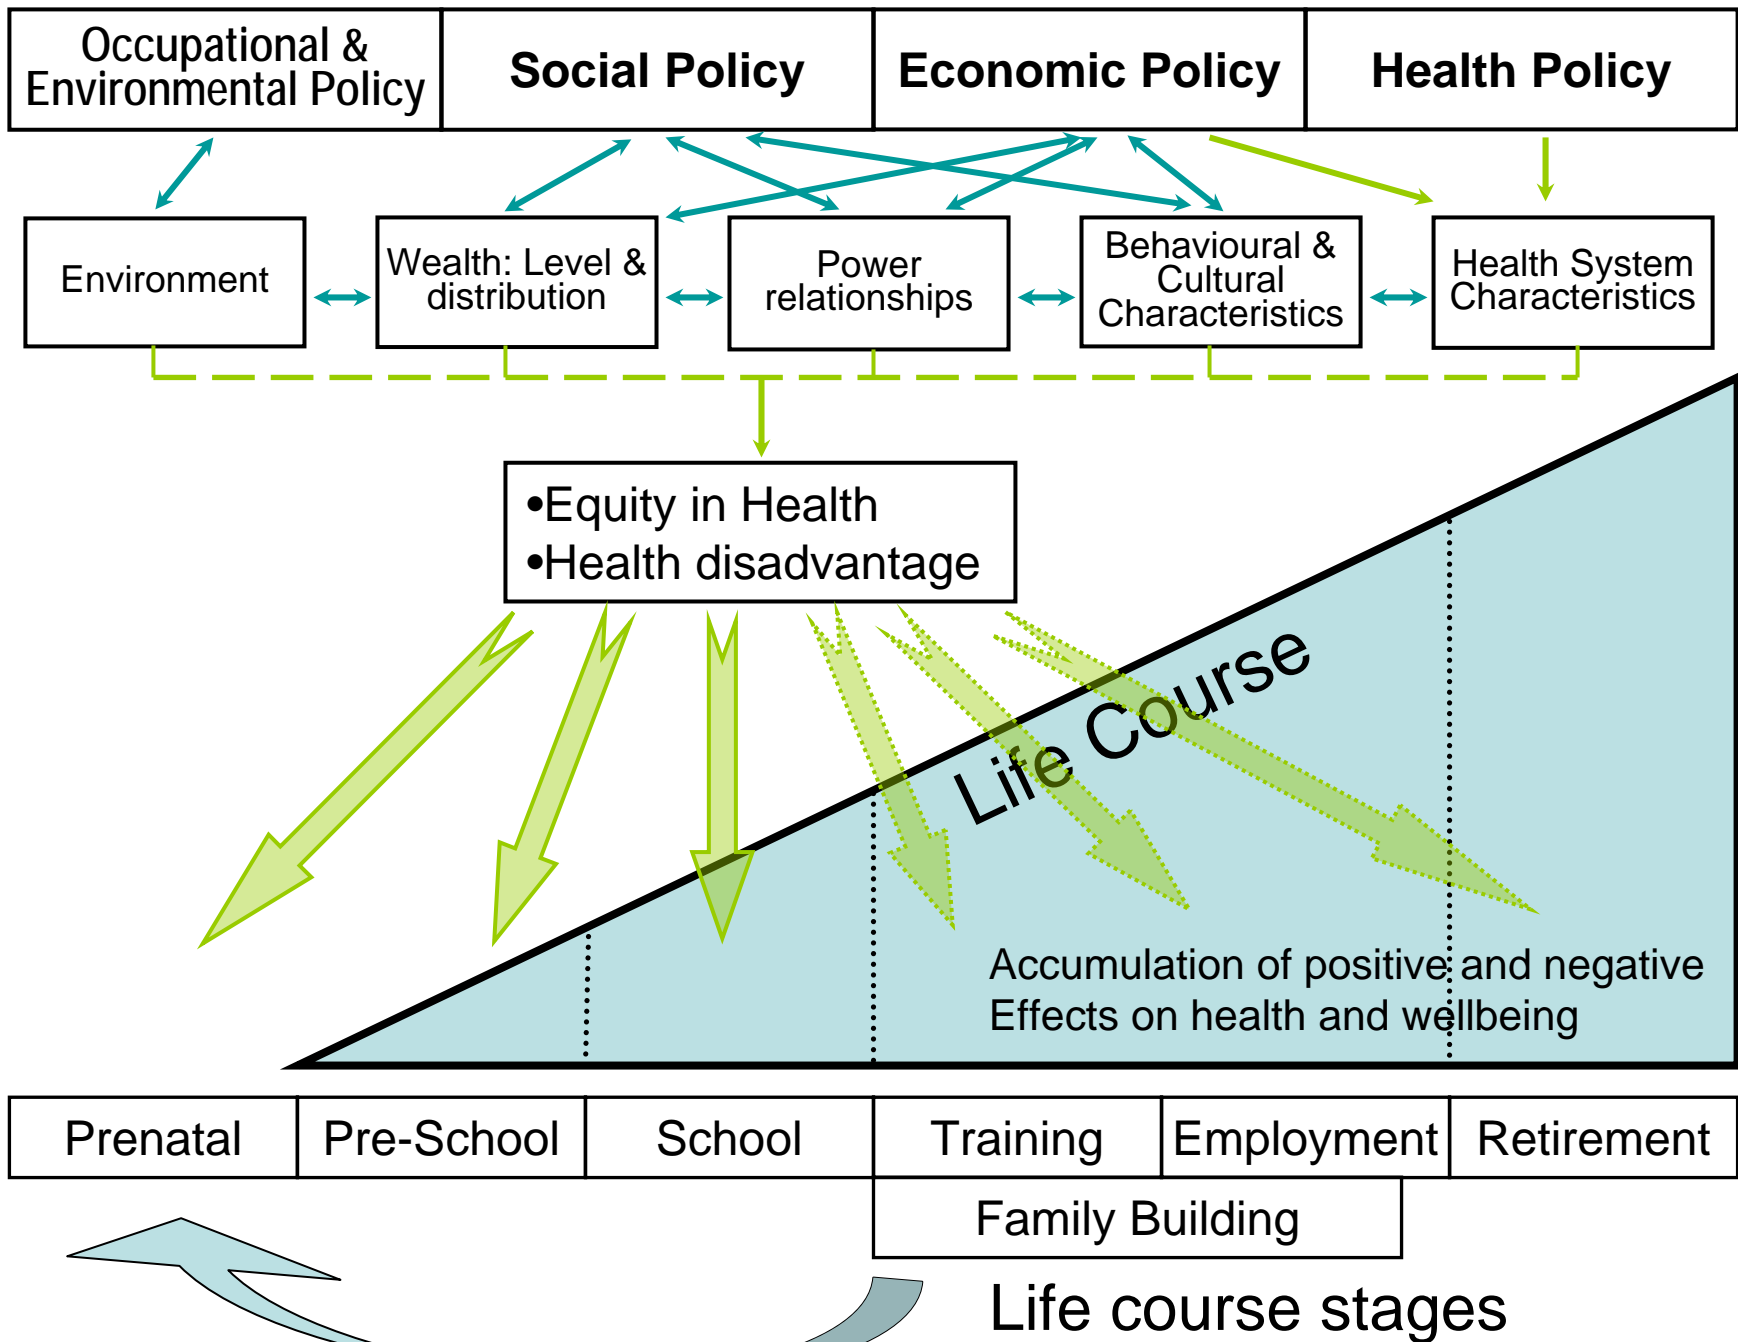 Occupational &
Environmental Policy
Social Policy
Economic Policy
Health Policy
Environment
Wealth: Level &
distribution
Power
relationships
Behavioural &
Cultural
Characteristics
Health System
Characteristics
•Equity in Health
•Health disadvantage
Life Course
Accumulation of positive and negative
Effects on health and wellbeing
Prenatal
Pre-School
School
Training
Employment
Retirement
Family Building
Life course stages